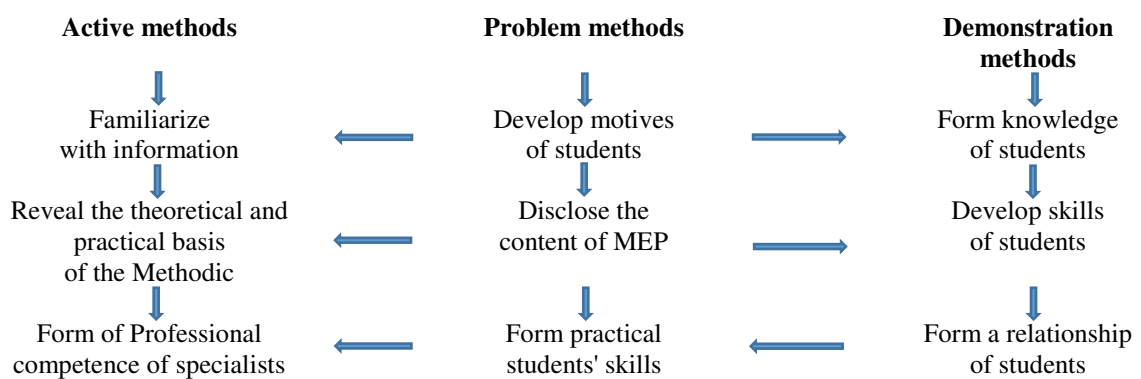 Active methods
Problem methods
Demonstration
methods
Familiarize
with information
Develop motives
of students
Form knowledge
of students
Reveal the theoretical and
practical basis
of the Methodic
Disclose the
content of MEP
Develop skills
of students
Form of Professional
competence of specialists
Form practical
students' skills
Form a relationship
of students